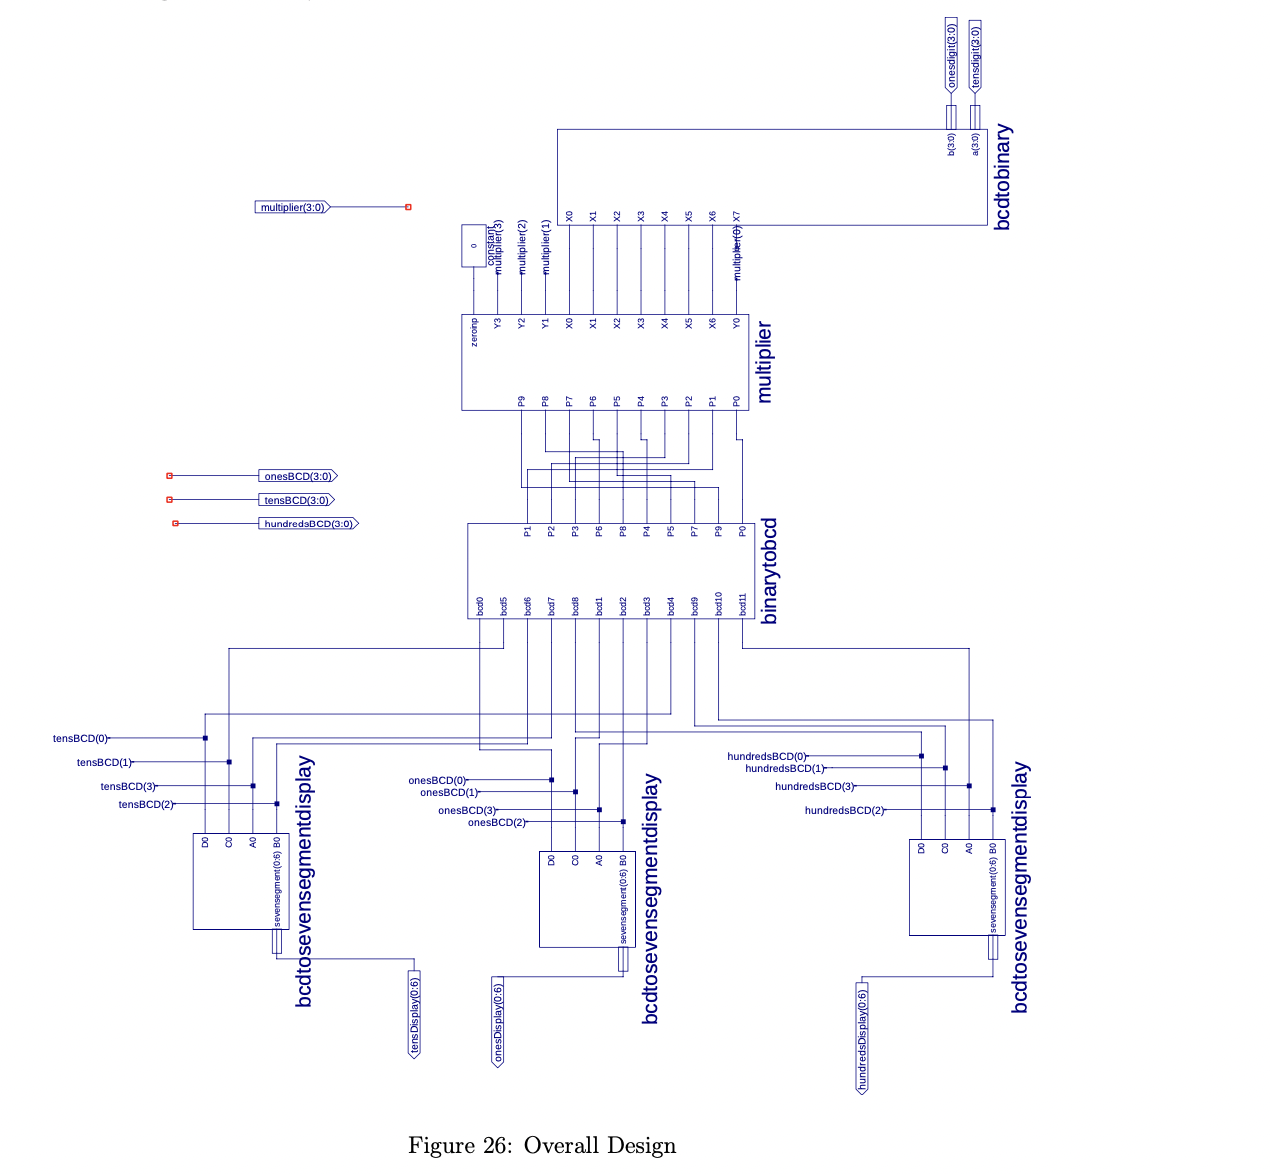 onesdigit(3:0)
tensdigit(3:0)
b(3:0)
a(3:0)
bcdtobinary
multiplier(3:0)
X0 X1 X2 X3 X4 X5 X6 X7
0
constant
multiplier(3)
multiplier(2)
multiplier(1)
multiplier(0)
zeroinp Y3 Y2 Y1 X0 X1 X2 X3 X4 X5 X6 Y0
multiplier
P9 P8 P7 P6 P5 P4 P3 P2 P1 P0
onesBCD(3:0)
tensBCD(3:0)
hundredsBCD(3:0)
P1 P2 P3 P6 P8 P4 P5 P7 P9 P0
binarytobcd
bcd0 bcd5 bcd6 bcd7 bcd8 bcd1 bcd2 bcd3 bcd4 bcd9 bcd10 bcd11
tensBCD(0)
tensBCD(1)
tensBCD(3)
tensBCD(2)
D0 C0 A0 B0
sevensegment(0:6)
bcdtosevensegmentdisplay
tensDisplay(0:6)
onesBCD(0)
onesBCD(1)
onesBCD(3)
onesBCD(2)
D0 C0 A0 B0
sevensegment(0:6)
bcdtosevensegmentdisplay
onesDisplay(0:6)
hundredsBCD(0)
hundredsBCD(1)
hundredsBCD(3)
hundredsBCD(2)
D0 C0 A0 B0
sevensegment(0:6)
bcdtosevensegmentdisplay
hundredsDisplay(0:6)
Figure 26: Overall Design